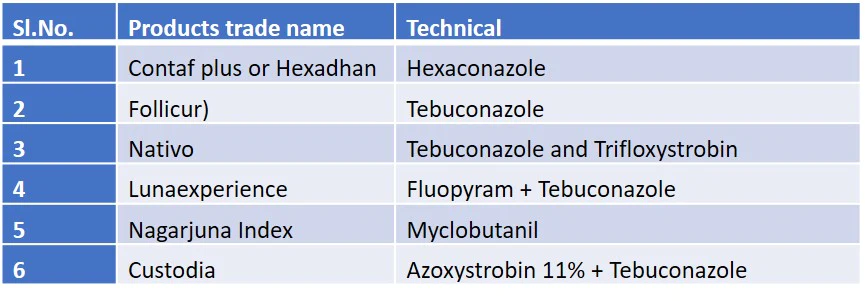 Sl.No. Products trade name Technical
1 Contaf plus or Hexadhan Hexaconazole
2 Follicur) Tebuconazole
3 Nativo Tebuconazole and Trifloxystrobin
4 Lunaexperience Fluopyram + Tebuconazole
5 Nagarjuna Index Myclobutanil
6 Custodia Azoxystrobin 11% + Tebuconazole